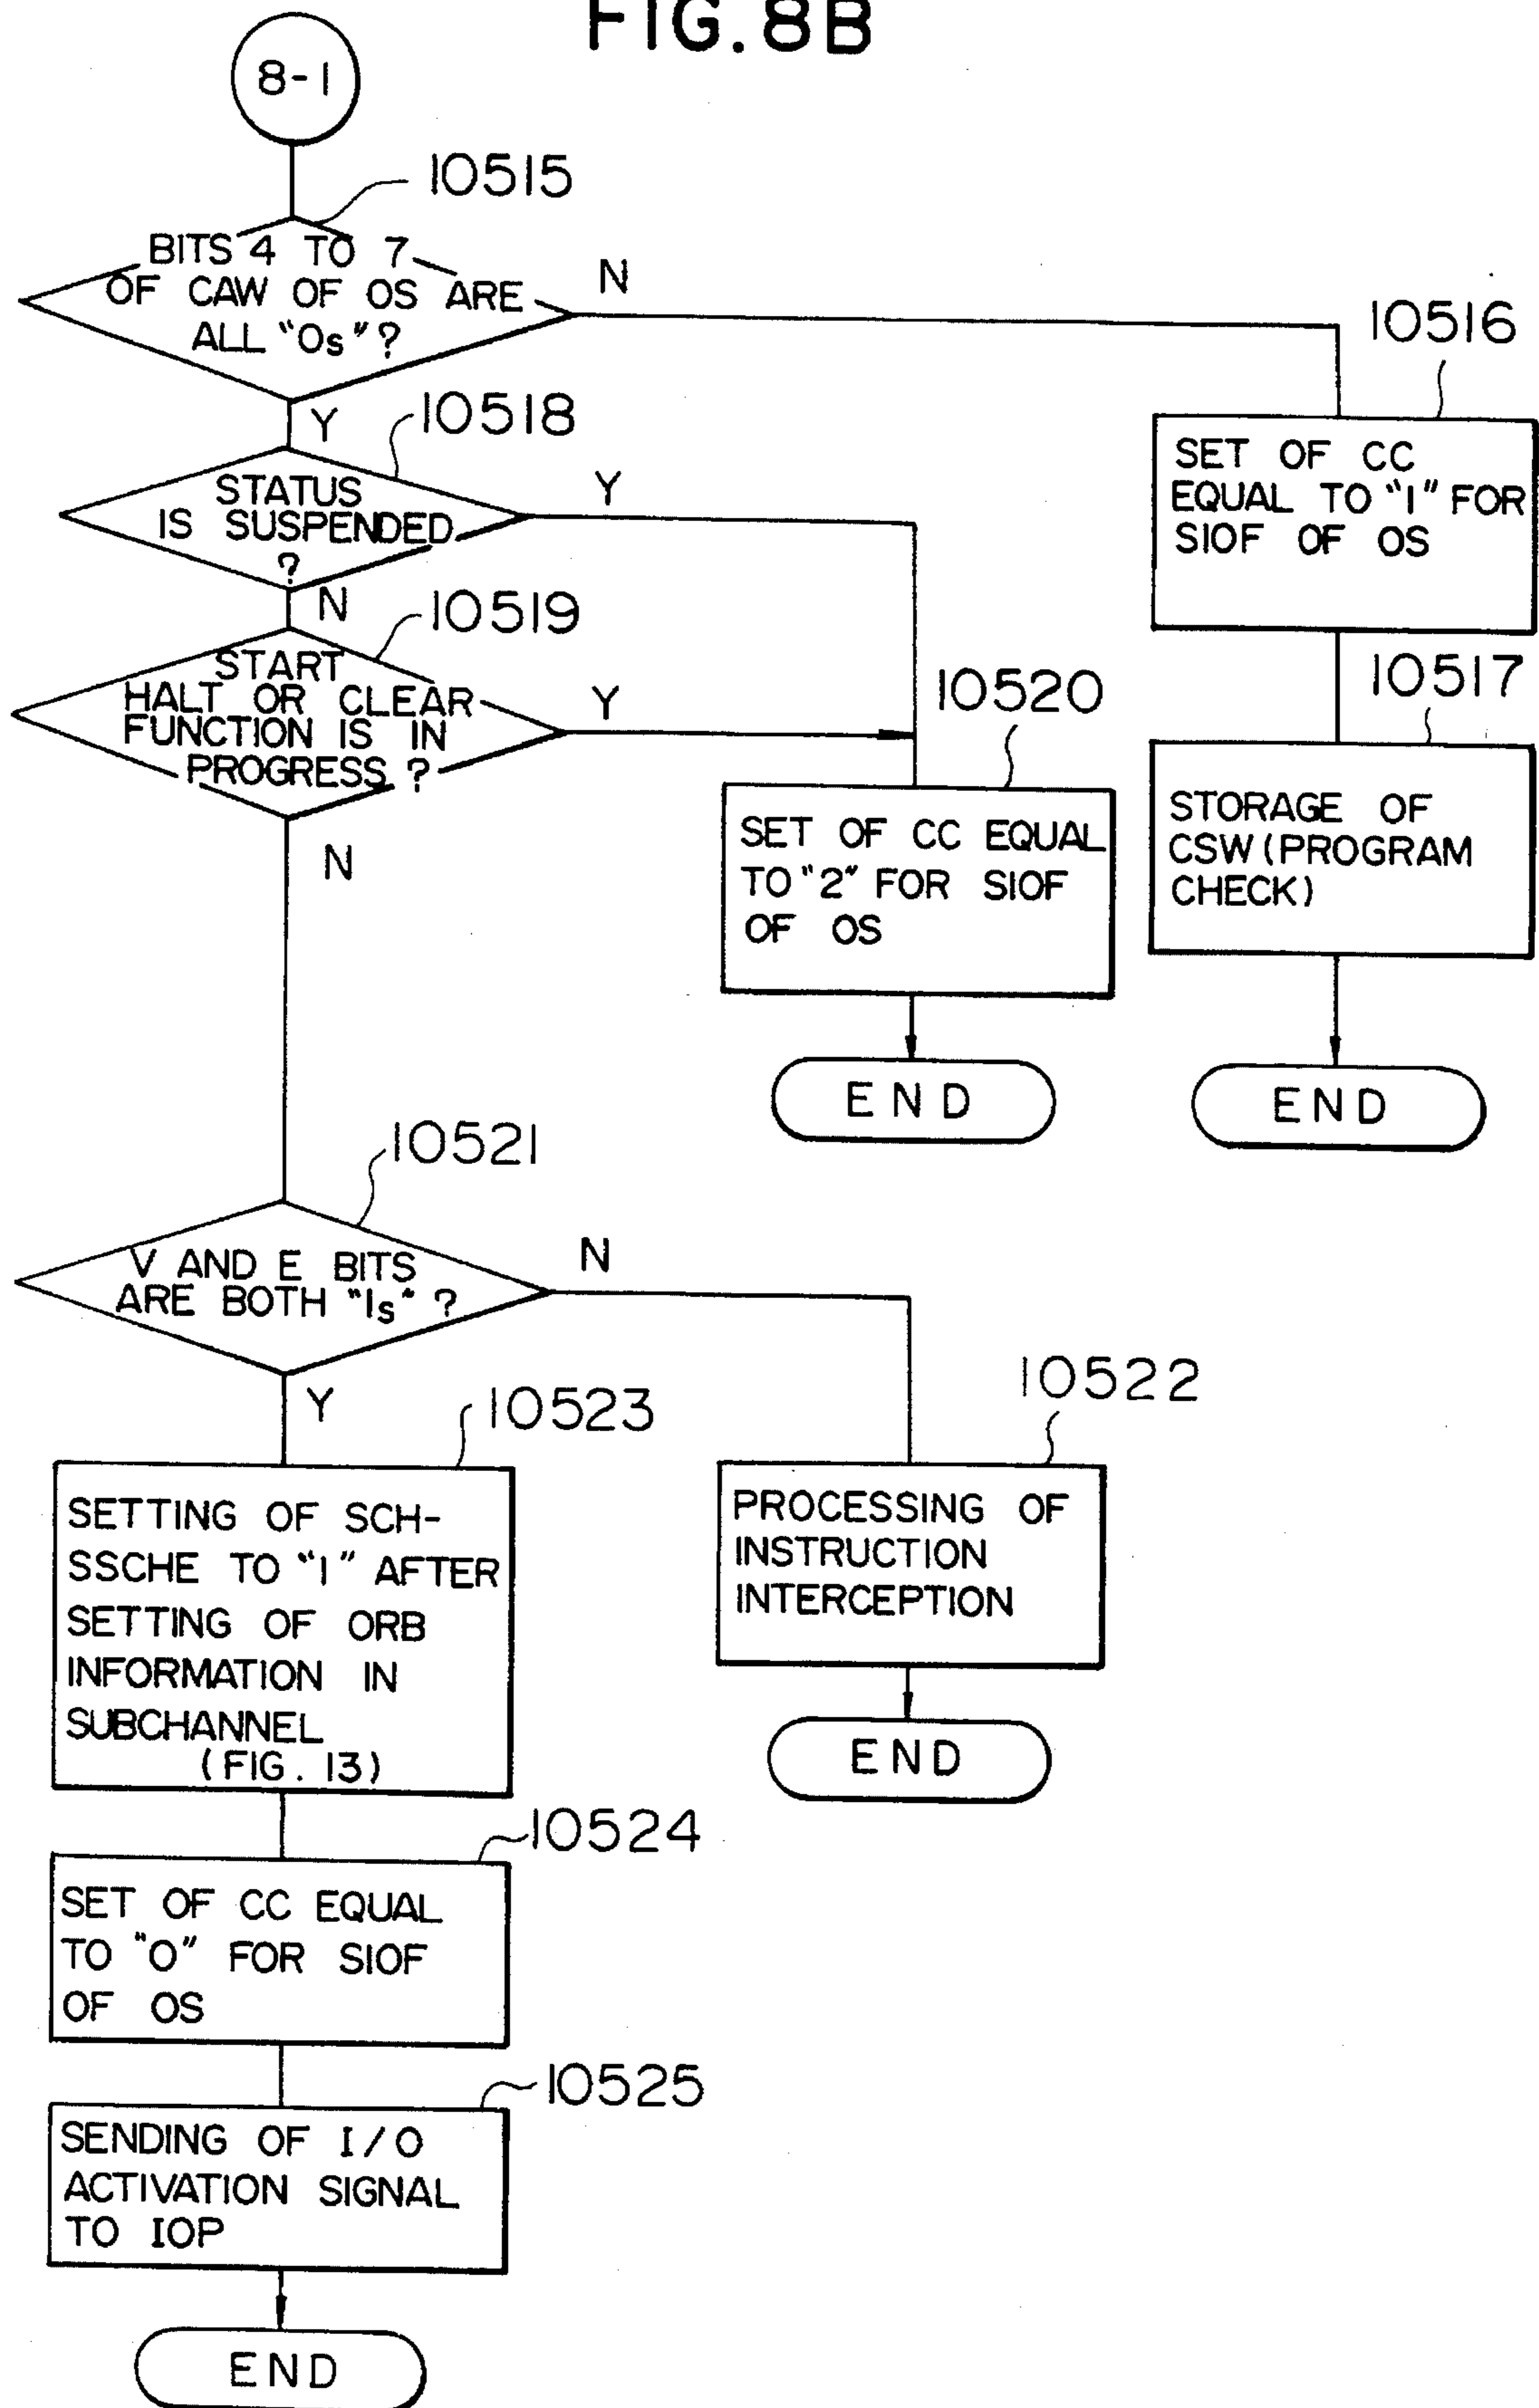 FIG. 8B
8-1
10515
BITS 4 TO 7
OF CAW OF OS ARE
ALL "0s"?
N
Y
10516
SET OF CC
EQUAL TO "1" FOR
SIOF OF OS
10517
STORAGE OF
CSW (PROGRAM
CHECK)
END
10518
STATUS
IS SUSPENDED
?
Y
N
10519
START
HALT OR CLEAR
FUNCTION IS IN
PROGRESS ?
Y
N
10520
SET OF CC EQUAL
TO "2" FOR SIOF
OF OS
END
10521
V AND E BITS
ARE BOTH "1s" ?
N
Y
10522
PROCESSING OF
INSTRUCTION
INTERCEPTION
END
10523
SETTING OF SCH-
SSCHE TO "1" AFTER
SETTING OF ORB
INFORMATION IN
SUBCHANNEL
(FIG. 13)
10524
SET OF CC EQUAL
TO "0" FOR SIOF
OF OS
10525
SENDING OF I/O
ACTIVATION SIGNAL
TO IOP
END